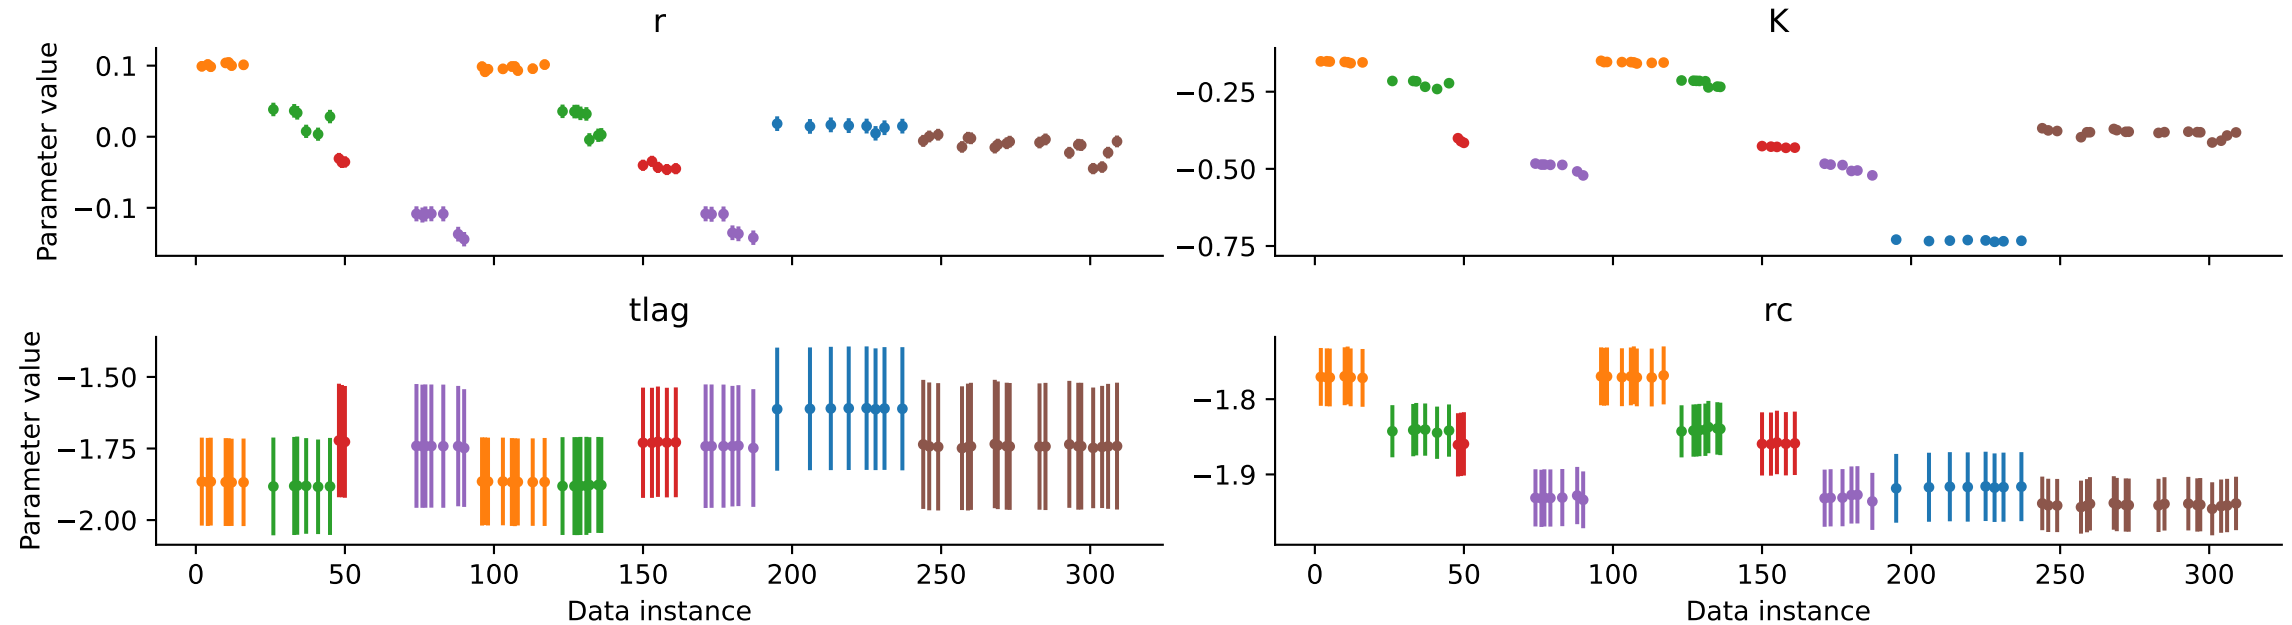 r
Parameter value
0.1
0.0
−0.1
K
−0.25
−0.50
−0.75
tlag
Parameter value
−1.50
−1.75
−2.00
0 50 100 150 200 250 300
Data instance
rc
−1.8
−1.9
0 50 100 150 200 250 300
Data instance